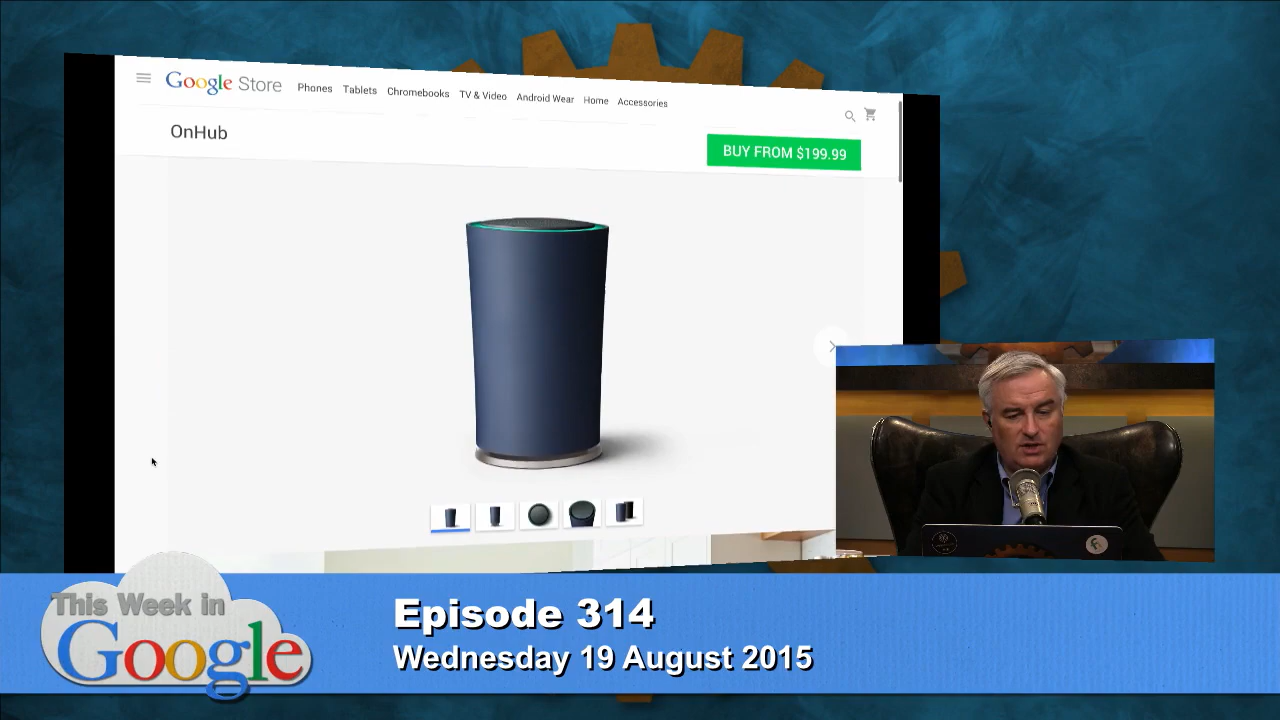 Google Store Phones Tablets Chromebooks TV & Video Android Wear Home Accessories
OnHub
BUY FROM $199.99
This Week in
Google
Episode 314
Wednesday 19 August 2015